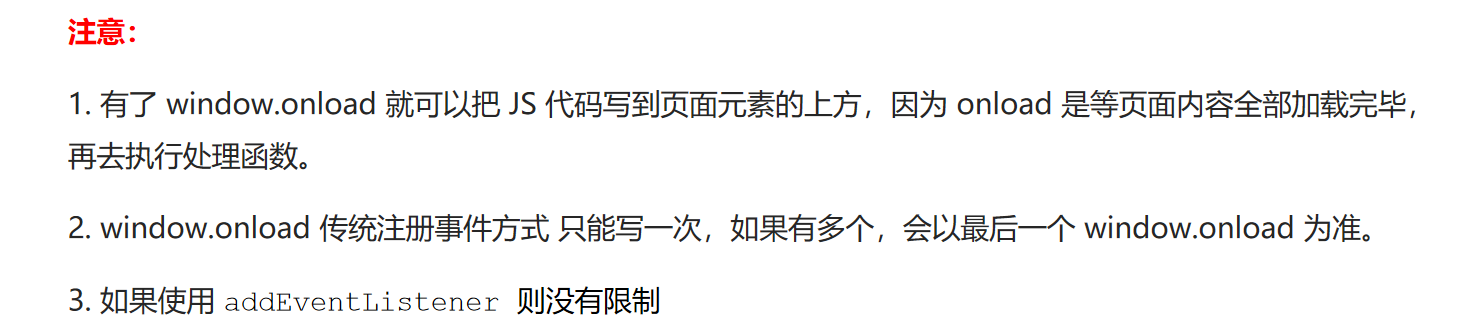 注意：
1. 有了 window.onload 就可以把 JS 代码写到页面元素的上方，因为 onload 是等页面内容全部加载完毕，
再去执行处理函数。
2. window.onload 传统注册事件方式 只能写一次，如果有多个，会以最后一个 window.onload 为准。
3. 如果使用 addEventListener 则没有限制